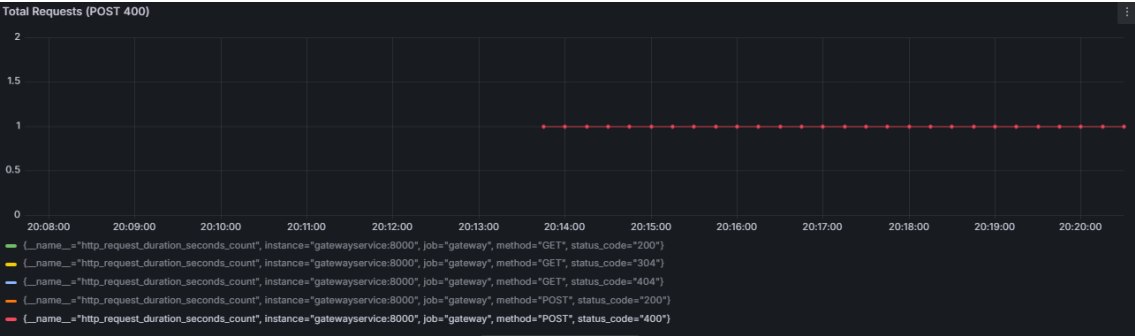 Total Requests (POST 400)
2
1.5
1
0.5
0
20:08:00 20:09:00 20:10:00 20:11:00 20:12:00 20:13:00 20:14:00 20:15:00 20:16:00 20:17:00 20:18:00 20:19:00 20:20:00
{__name__="http_request_duration_seconds_count", instance="gatewayservice:8000", job="gateway", method="GET", status_code="200"}
{__name__="http_request_duration_seconds_count", instance="gatewayservice:8000", job="gateway", method="GET", status_code="304"}
{__name__="http_request_duration_seconds_count", instance="gatewayservice:8000", job="gateway", method="GET", status_code="404"}
{__name__="http_request_duration_seconds_count", instance="gatewayservice:8000", job="gateway", method="POST", status_code="200"}
{__name__="http_request_duration_seconds_count", instance="gatewayservice:8000", job="gateway", method="POST", status_code="400"}